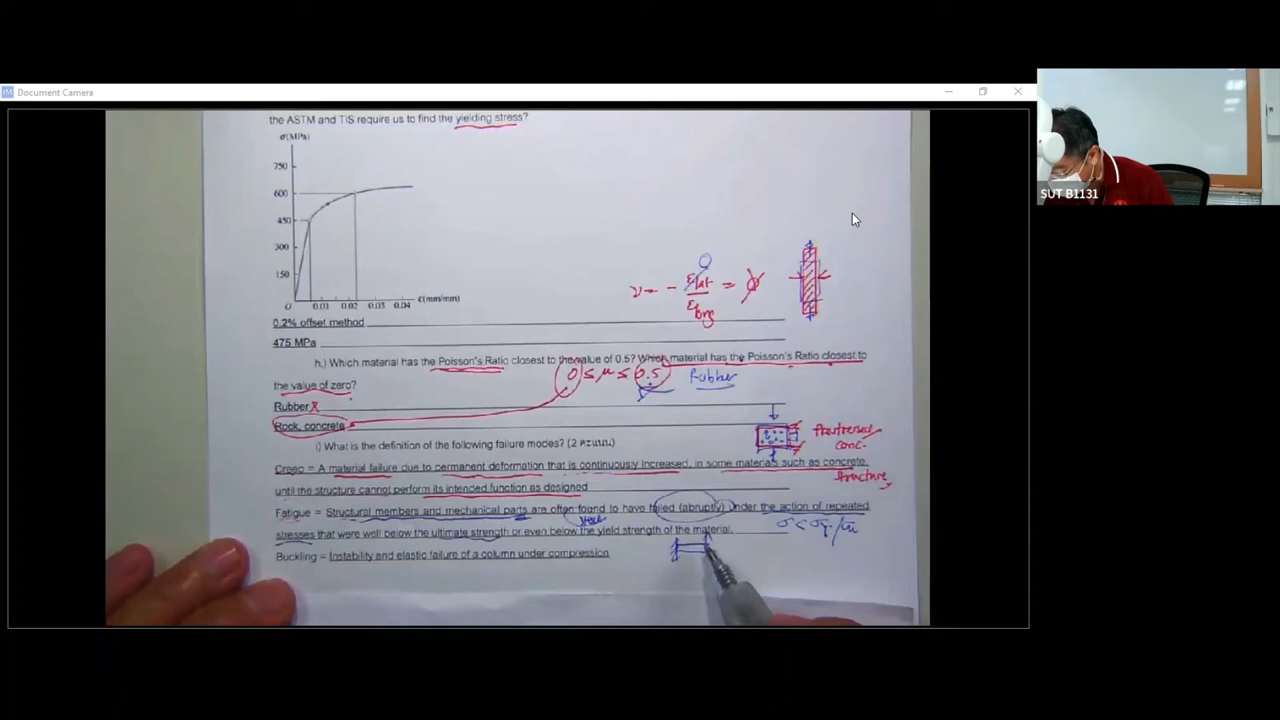 Document Camera
SUT B1131
the ASTM and TIS require us to find the yielding stress?
σ(MPa)
750
600
450
300
150
O 0.01 0.02 0.03 0.04 ϵ(mm/mm)
ν = - εlat / εlong = 0
0
0.2% offset method
475 MPa
h.) Which material has the Poisson's Ratio closest to the value of 0.5? Which material has the Poisson's Ratio closest to
0 ≤ μ ≤ 0.5 Rubber
the value of zero?
Rubber x
Rock, concrete
Prestressed
conc.
structure
i) What is the definition of the following failure modes? (2 คะแนน)
Creep = A material failure due to permanent deformation that is continuously increased, in some materials such as concrete,
until the structure cannot perform its intended function as designed
Fatigue = Structural members and mechanical parts are often found to have failed (abruptly) under the action of repeated
steel
stresses that were well below the ultimate strength or even below the yield strength of the material.
Buckling = Instability and elastic failure of a column under compression